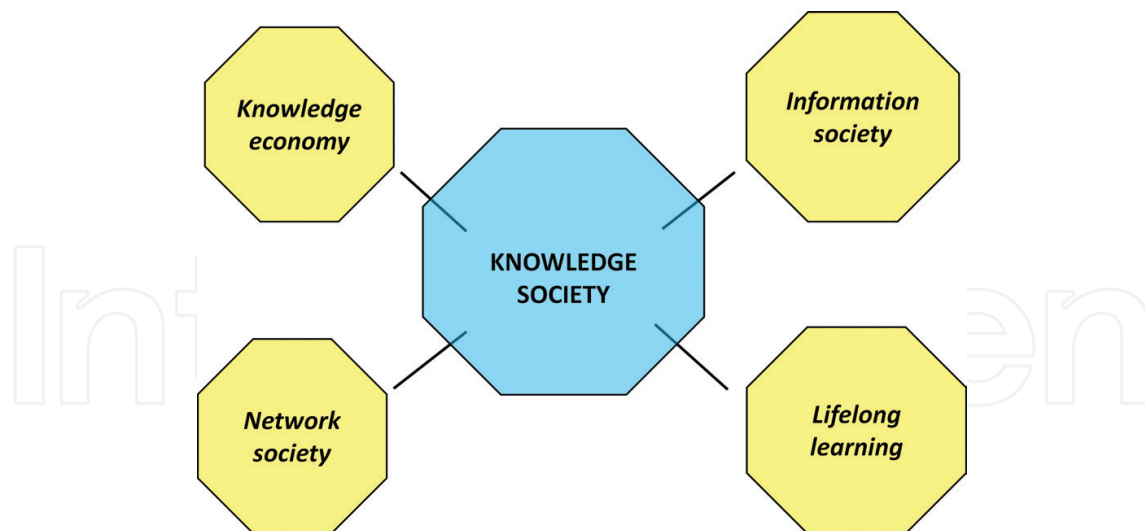 Knowledge
economy
Information
society
KNOWLEDGE
SOCIETY
Network
society
Lifelong
learning